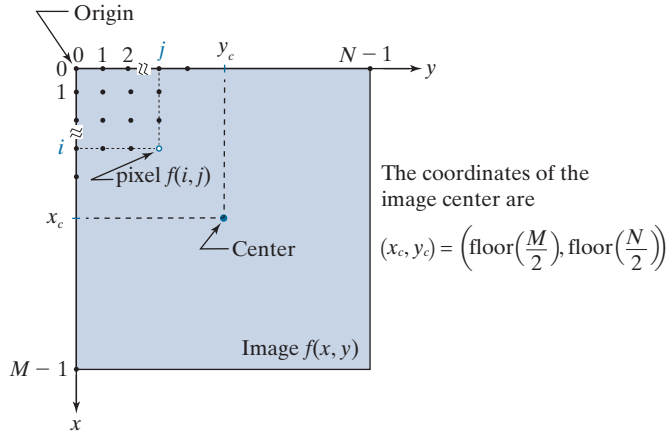 Origin
0 1 2 j y_c N − 1
0 y
1
i
pixel f(i, j)
The coordinates of the
image center are
x_c
Center
(x_c, y_c) = (floor(M/2), floor(N/2))
Image f(x, y)
M − 1
x